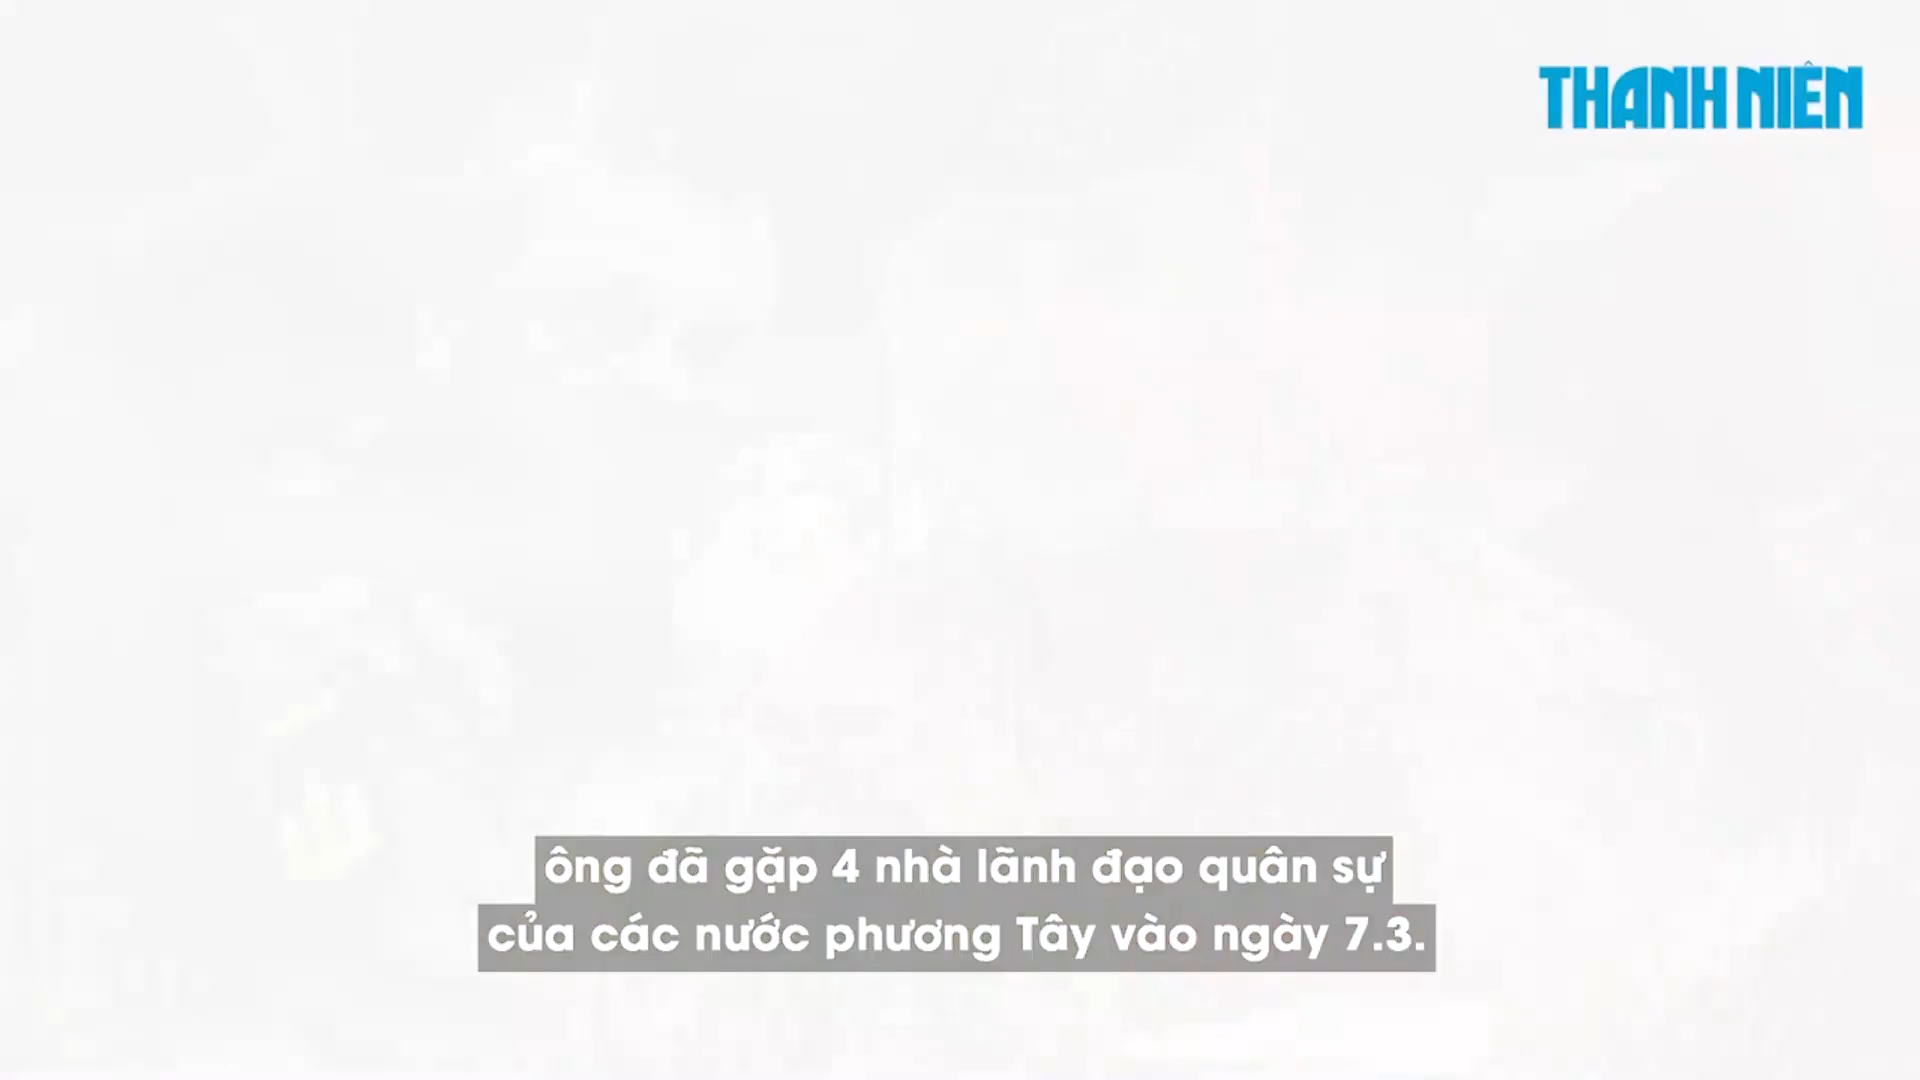 THANH NIÊN
ông đã gặp 4 nhà lãnh đạo quân sự
của các nước phương Tây vào ngày 7.3.